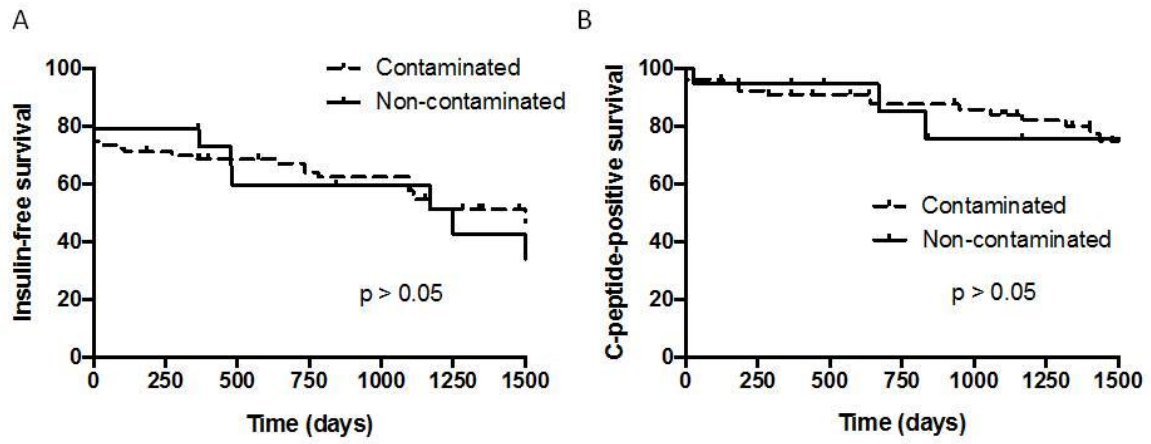 A
Insulin-free survival
100
80
60
40
20
0
Contaminated
Non-contaminated
p > 0.05
0 250 500 750 1000 1250 1500
Time (days)
B
C-peptide-positive survival
100
80
60
40
20
0
Contaminated
Non-contaminated
p > 0.05
0 250 500 750 1000 1250 1500
Time (days)